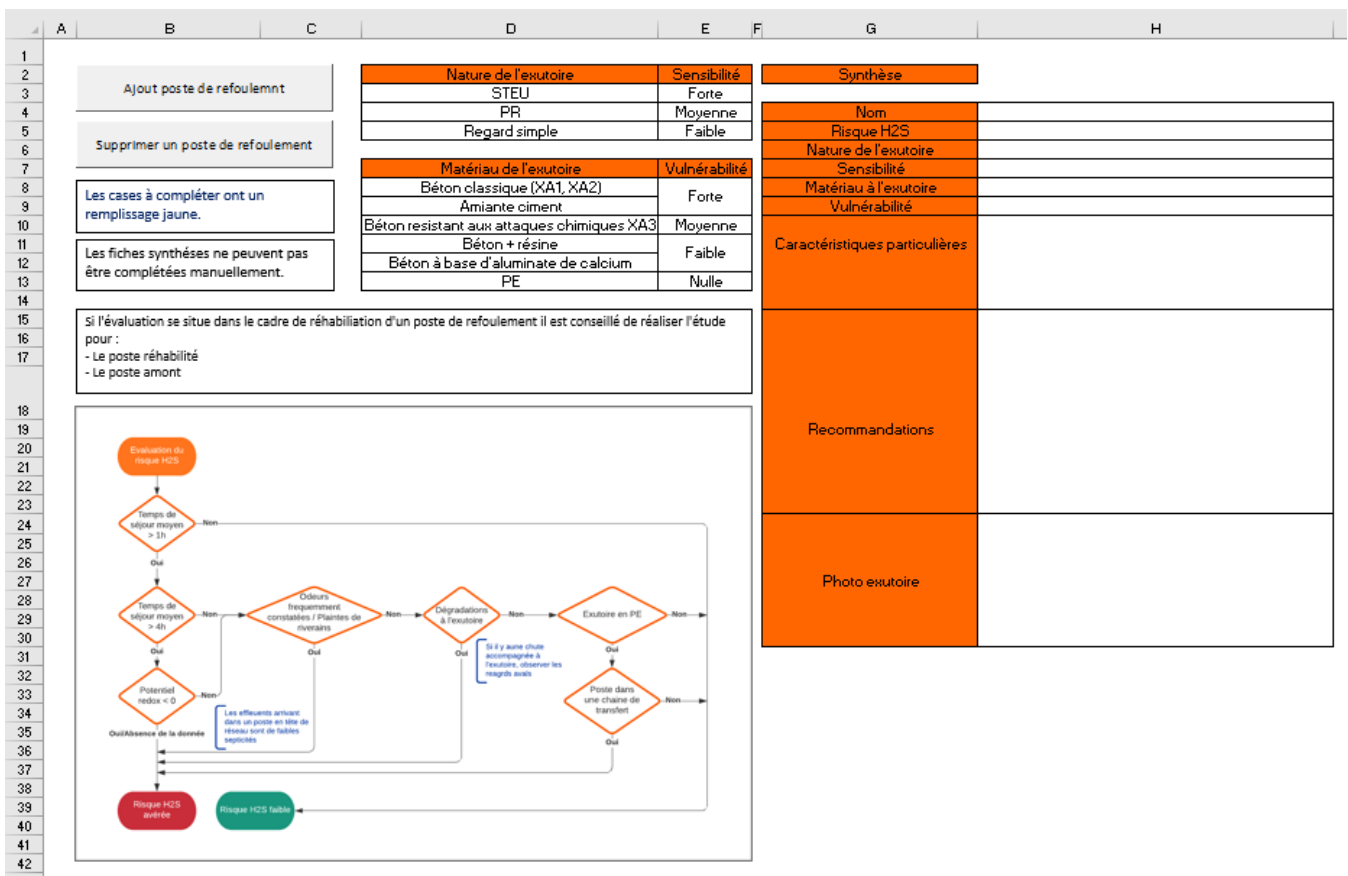 A B C D E F G H
1
2
3
4
5
6
7
8
9
10
11
12
13
14
15
16
17
18
19
20
21
22
23
24
25
26
27
28
29
30
31
32
33
34
35
36
37
38
39
40
41
42
Ajout poste de refoulemnt
Supprimer un poste de refoulement
Les cases à compléter ont un
remplissage jaune.
Les fiches synthéses ne peuvent pas
être complétées manuellement.
Nature de l'exutoire Sensibilité
STEU Forte
PR Moyenne
Regard simple Faible
Matériau de l'exutoire Vulnérabilité
Béton classique (XA1, XA2)
Forte
Amiante ciment
Béton resistant aux attaques chimiques XA3 Moyenne
Béton + résine
Faible
Béton à base d'aluminate de calcium
PE Nulle
Si l'évaluation se situe dans le cadre de réhabiliation d'un poste de refoulement il est conseillé de réaliser l'étude
pour :
- Le poste réhabilité
- Le poste amont
Evaluation du
risque H2S
Temps de
séjour moyen
> 1h
Non
Oui
Temps de
séjour moyen
> 4h
Non
Oui
Odeurs
frequemment
constatées / Plaintes de
riverains
Non
Oui
Dégradations
à l'exutoire
Non
Oui
Exutoire en PE
Non
Oui
Si il y aune chute
accompagnée à
l'exutoire, observer les
reagrds avals
Potentiel
redox < 0
Non
Oui/Absence de la donnée
Les effleuents arrivant
dans un poste en tête de
réseau sont de faibles
septicités
Poste dans
une chaine de
transfert
Non
Oui
Risque H2S
avérée
Risque H2S faible
Synthèse
Nom
Risque H2S
Nature de l'exutoire
Sensibilité
Matériau à l'exutoire
Vulnérabilité
Caractéristiques particulières
Recommandations
Photo exutoire